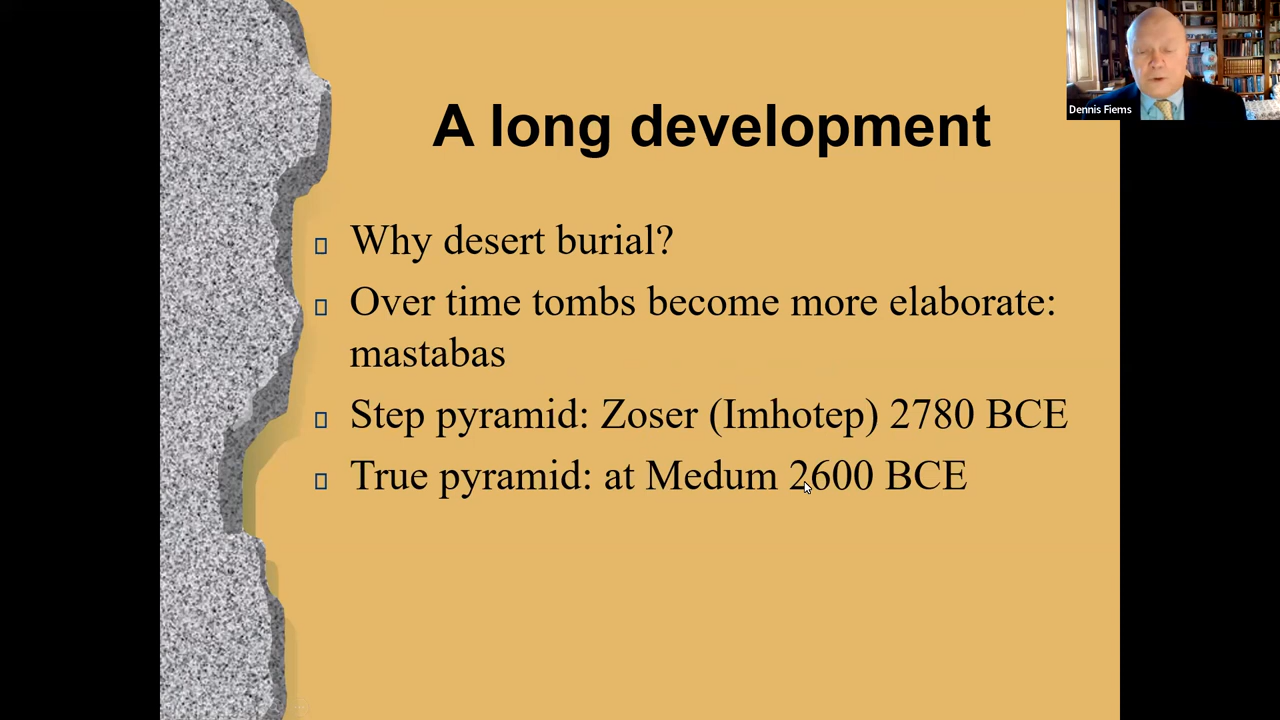 A long development
Dennis Fiems
Why desert burial?
Over time tombs become more elaborate:
mastabas
Step pyramid: Zoser (Imhotep) 2780 BCE
True pyramid: at Medum 2600 BCE